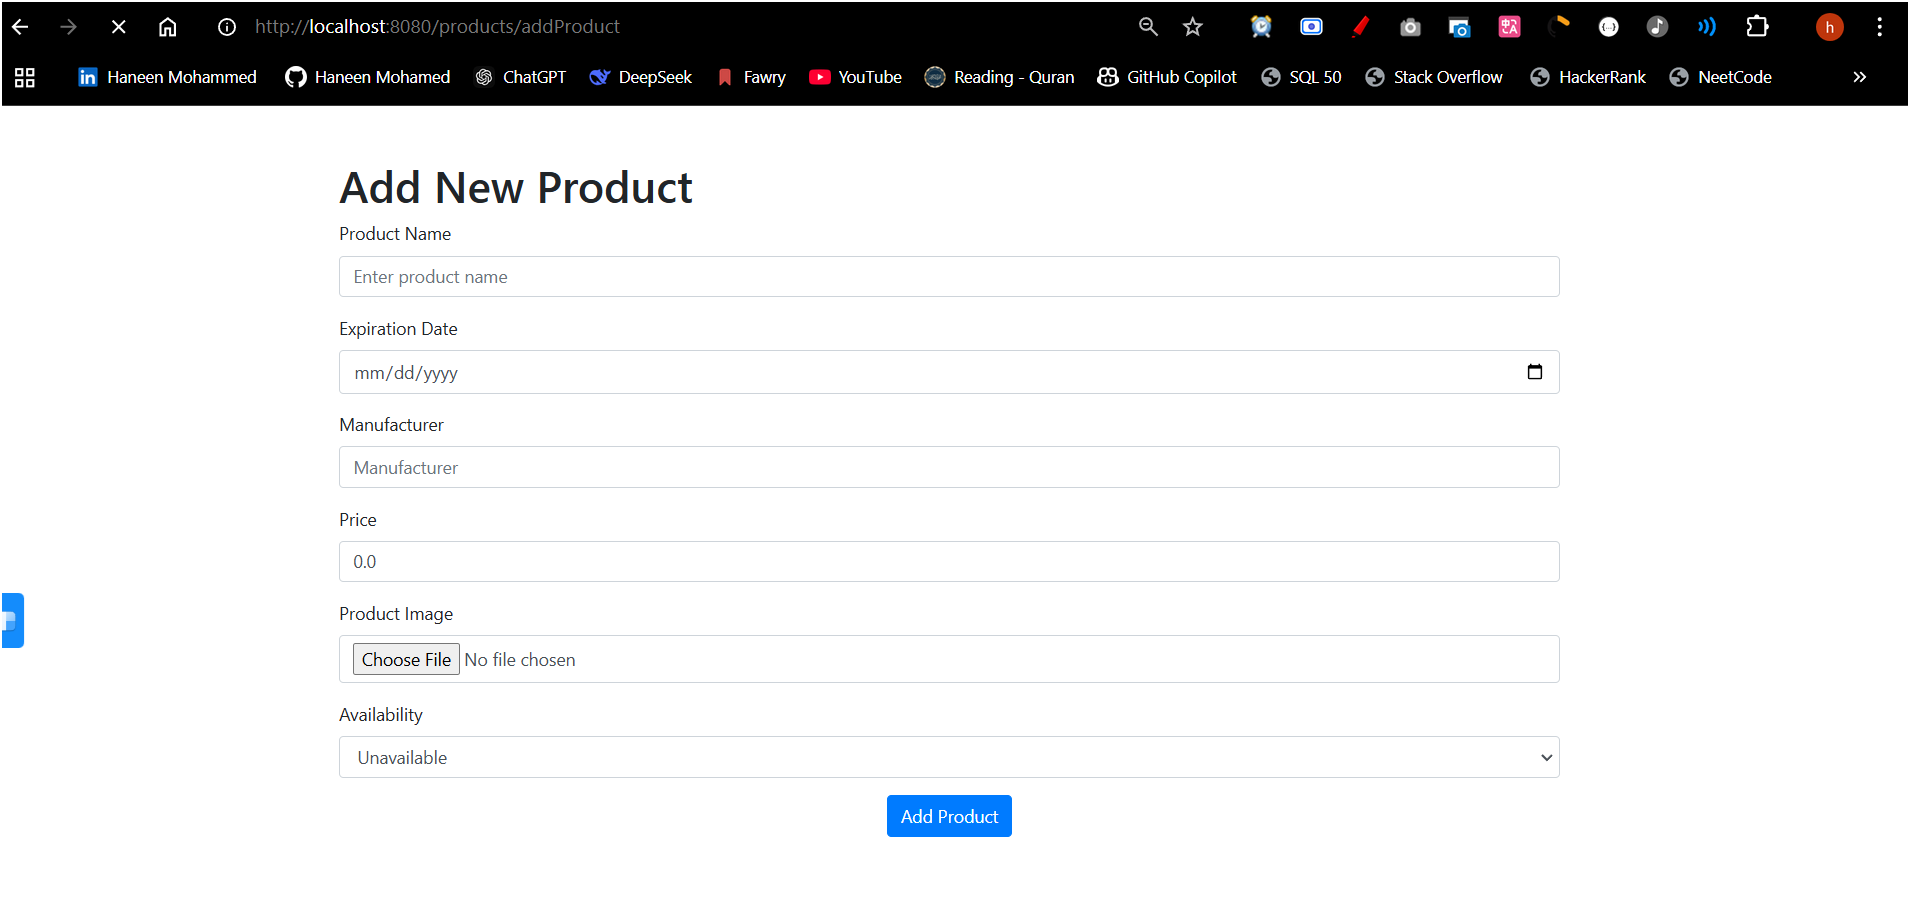 http://localhost:8080/products/addProduct h
Haneen Mohammed Haneen Mohamed ChatGPT DeepSeek Fawry YouTube Reading - Quran GitHub Copilot SQL 50 Stack Overflow HackerRank NeetCode
Add New Product
Product Name
Enter product name
Expiration Date
mm/dd/yyyy
Manufacturer
Manufacturer
Price
0.0
Product Image
Choose File No file chosen
Availability
Unavailable
Add Product